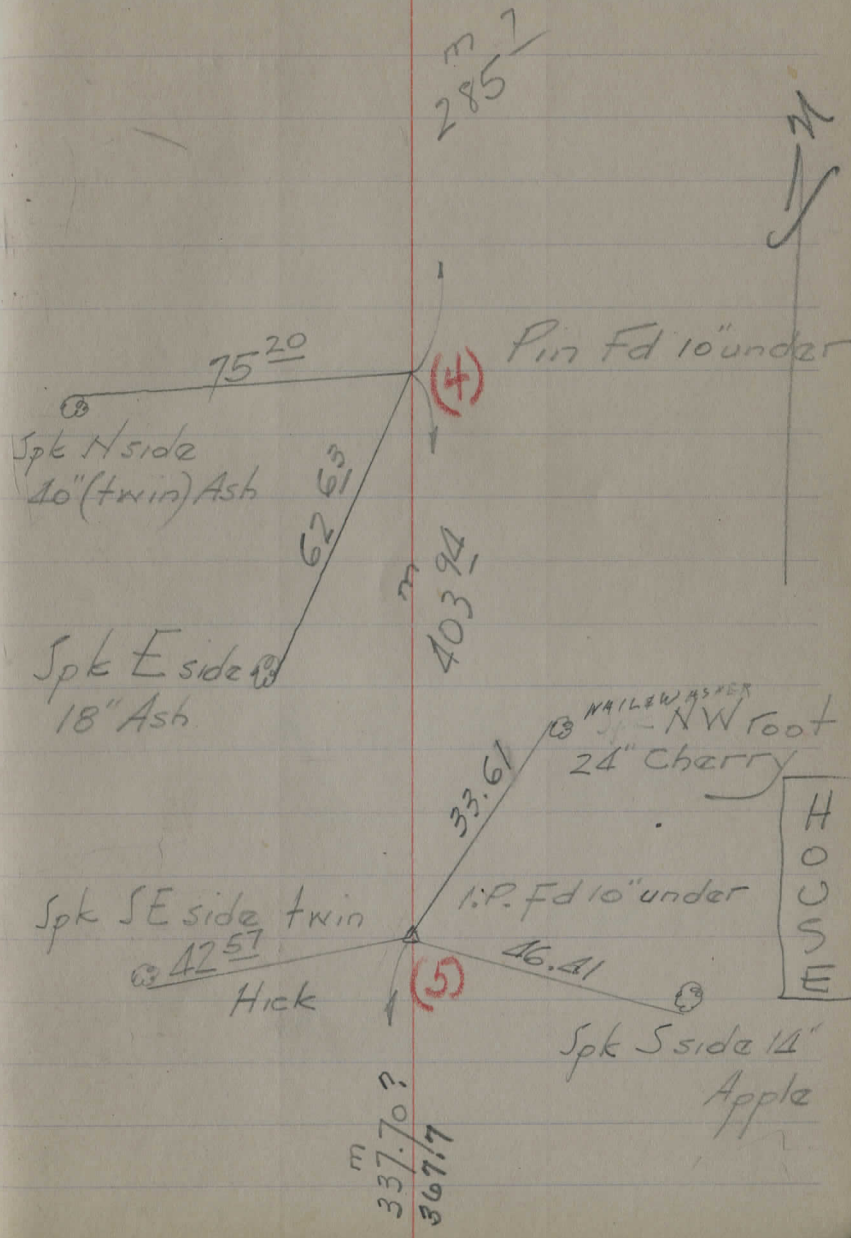 m
285.7
N
75 20
(4)
Pin Fd 10" under
Spk N side
40" (twin) Ash
62 63
m
403 94
Spk E side
18" Ash
NAIL & WASHER
NW root
24" Cherry
33.61
HOUSE
Spk SE side twin
42 57
Hick
I.P. Fd 10" under
(5)
46.41
Spk S side 14"
Apple
m
337.70?
367.17